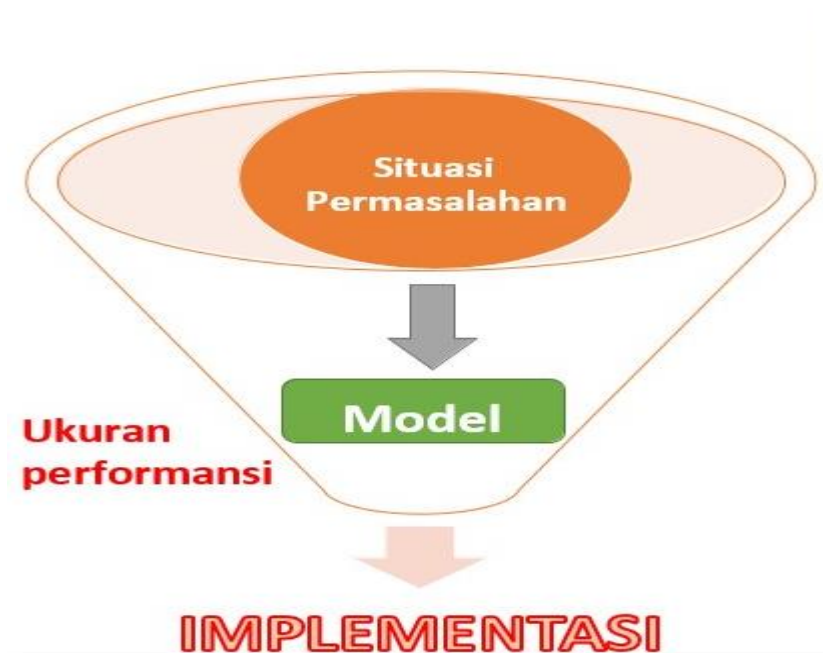 Situasi
Permasalahan
Model
Ukuran
performansi
IMPLEMENTASI